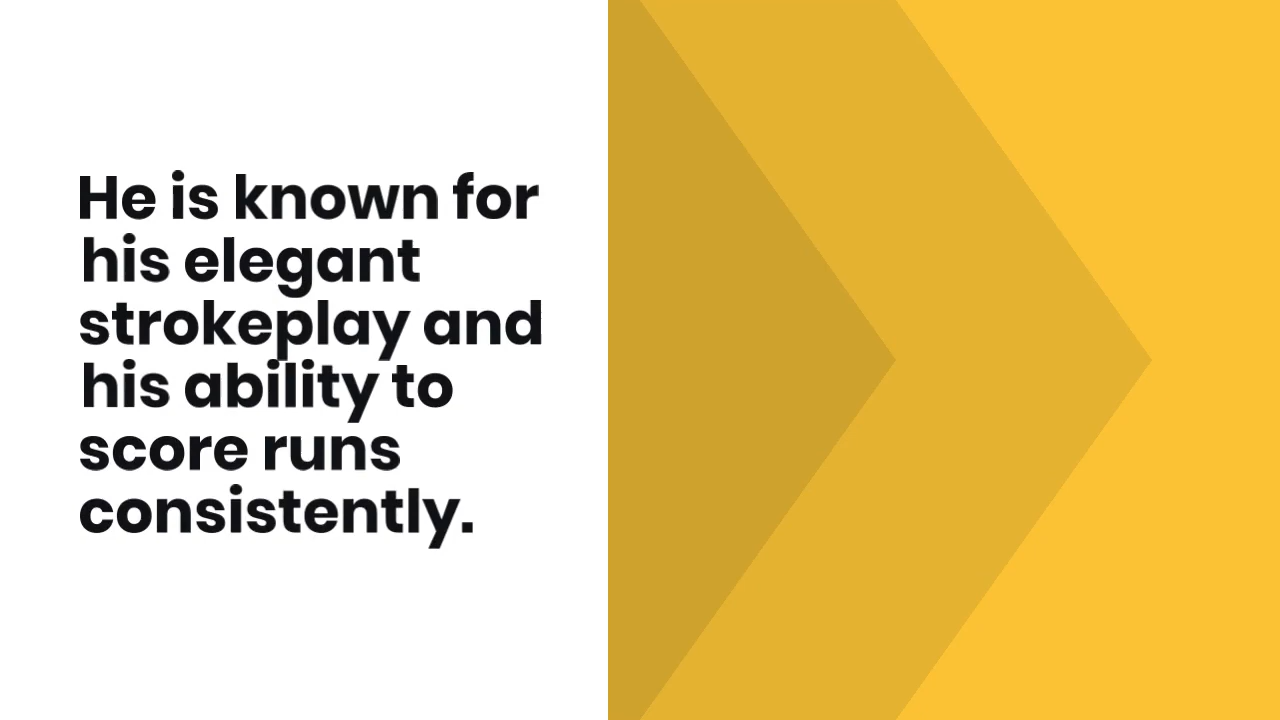 He is known for
his elegant
strokeplay and
his ability to
score runs
consistently.